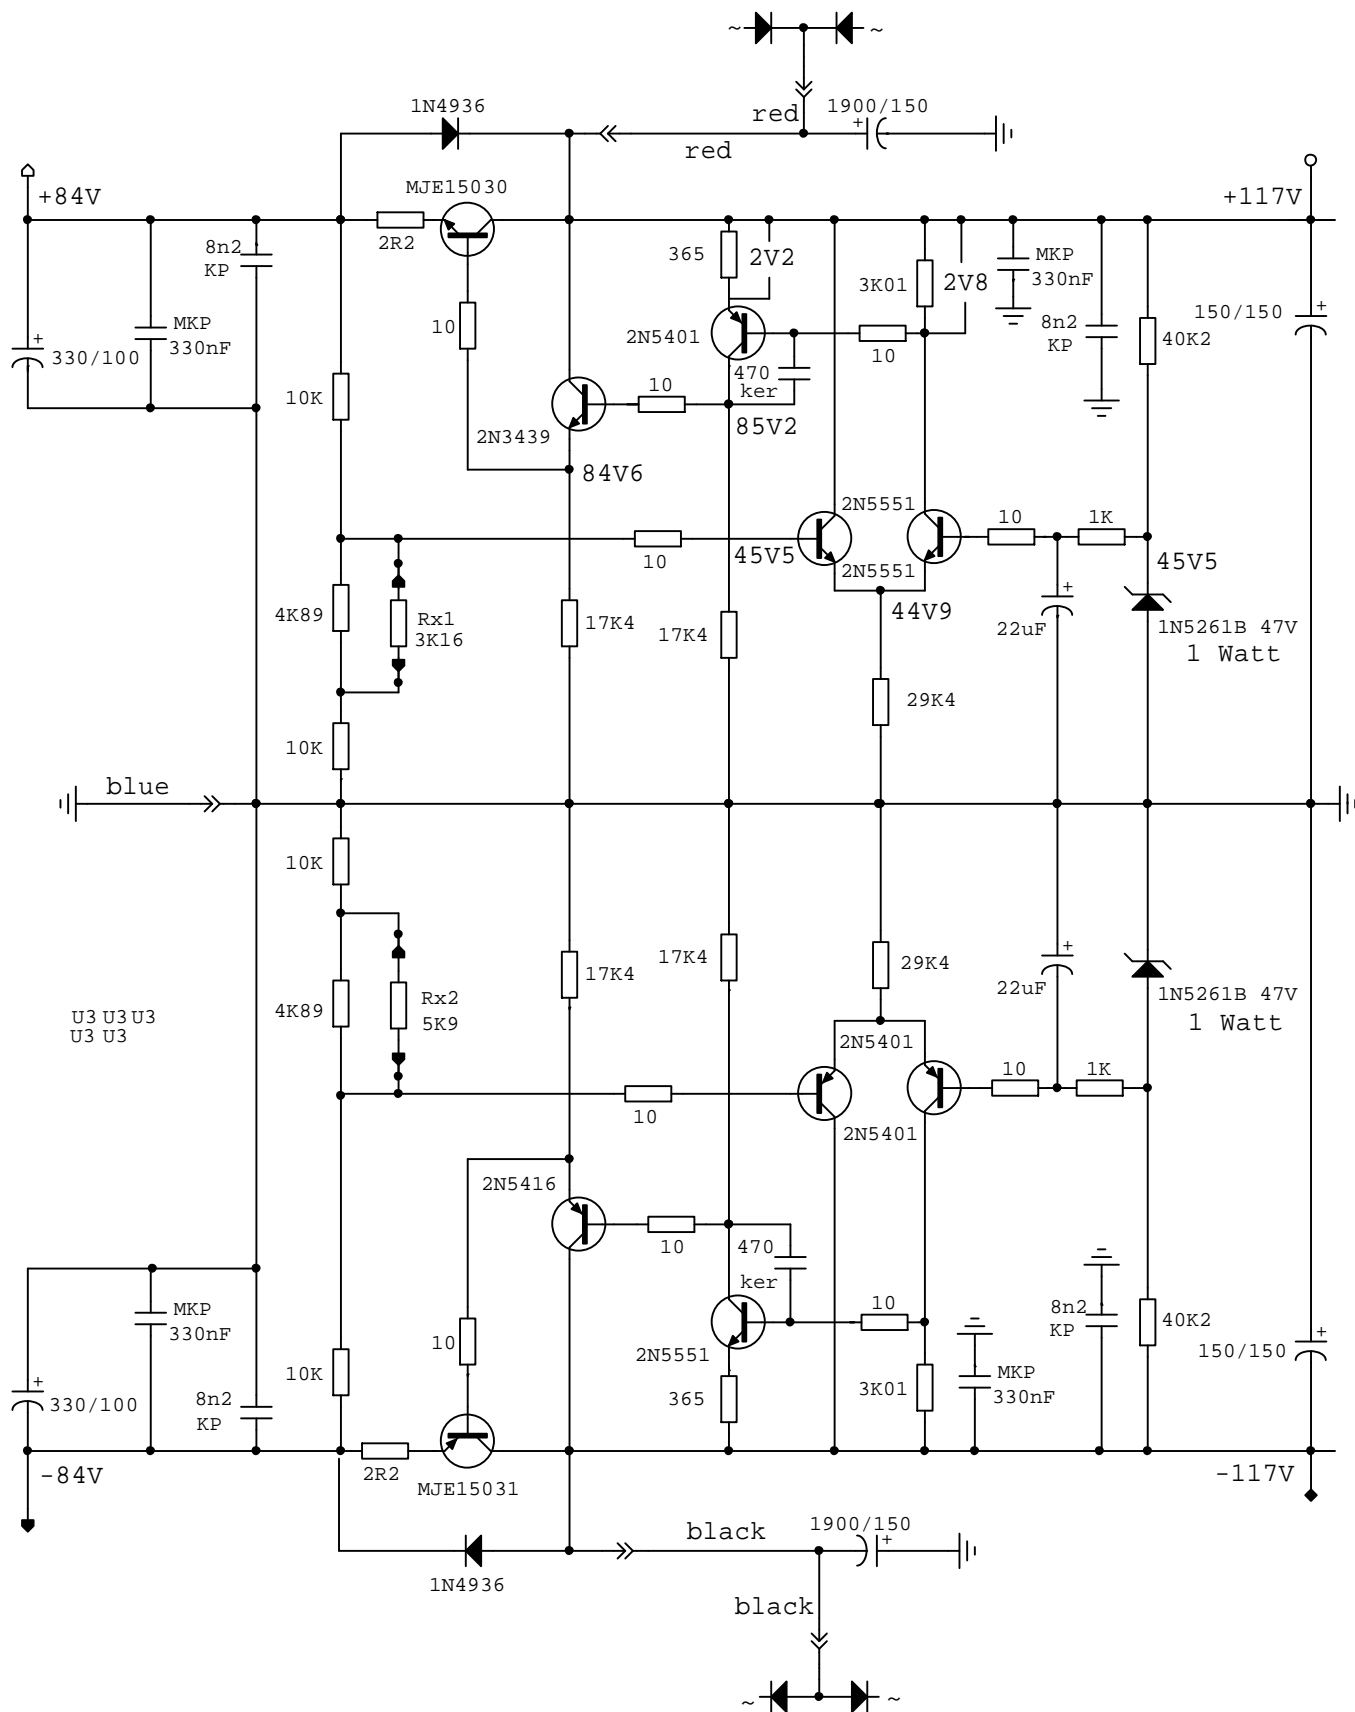 ~ ~
1N4936
red
1900/150
+
red
+84V
MJE15030
+117V
2R2
8n2
KP
365
2V2
3K01
2V8
MKP
330nF
150/150
+
+
330/100
MKP
330nF
10
2N5401
10
8n2
KP
40K2
10K
10
470
ker
2N3439
85V2
84V6
2N5551
10
1K
10
45V5
2N5551
45V5
4K89
Rx1
3K16
17K4
17K4
44V9
+
22uF
1N5261B 47V
1 Watt
29K4
10K
blue
10K
17K4
17K4
29K4
+
22uF
1N5261B 47V
1 Watt
4K89
Rx2
5K9
U3 U3 U3
U3 U3
2N5401
10
1K
10
2N5401
2N5416
10
470
ker
MKP
330nF
10
10
8n2
KP
40K2
2N5551
150/150
+
10K
365
3K01
MKP
330nF
+
330/100
8n2
KP
-84V
2R2
MJE15031
-117V
black
1900/150
+
1N4936
black
~ ~